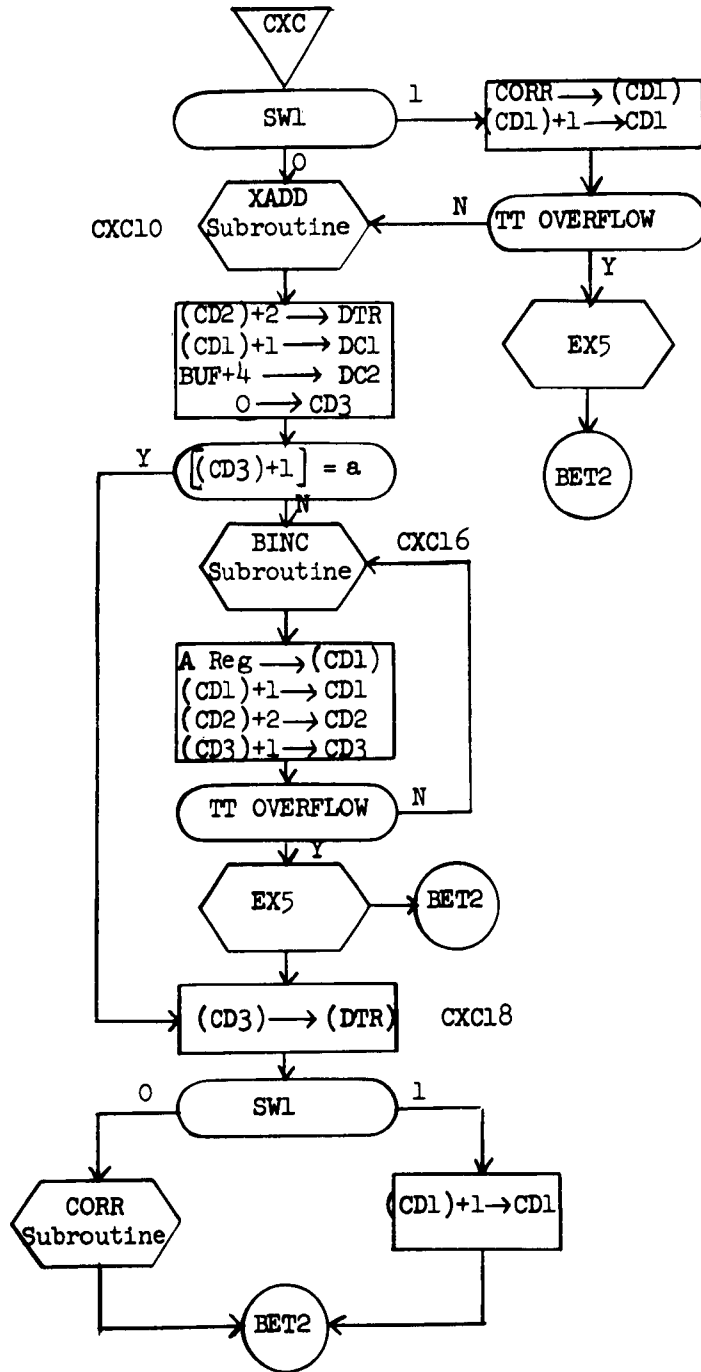 CXC
SW1
1
CORR → (CD1)
(CD1)+1 → CD1
0
XADD
Subroutine
CXC10
N
TT OVERFLOW
Y
EX5
BET2
(CD2)+2 → DTR
(CD1)+1 → DC1
BUF+4 → DC2
0 → CD3
Y
[(CD3)+1] = a
N
BINC
Subroutine
CXC16
A Reg → (CD1)
(CD1)+1 → CD1
(CD2)+2 → CD2
(CD3)+1 → CD3
TT OVERFLOW
N
Y
EX5
BET2
(CD3) → (DTR)
CXC18
0
SW1
1
CORR
Subroutine
(CD1)+1→CD1
BET2